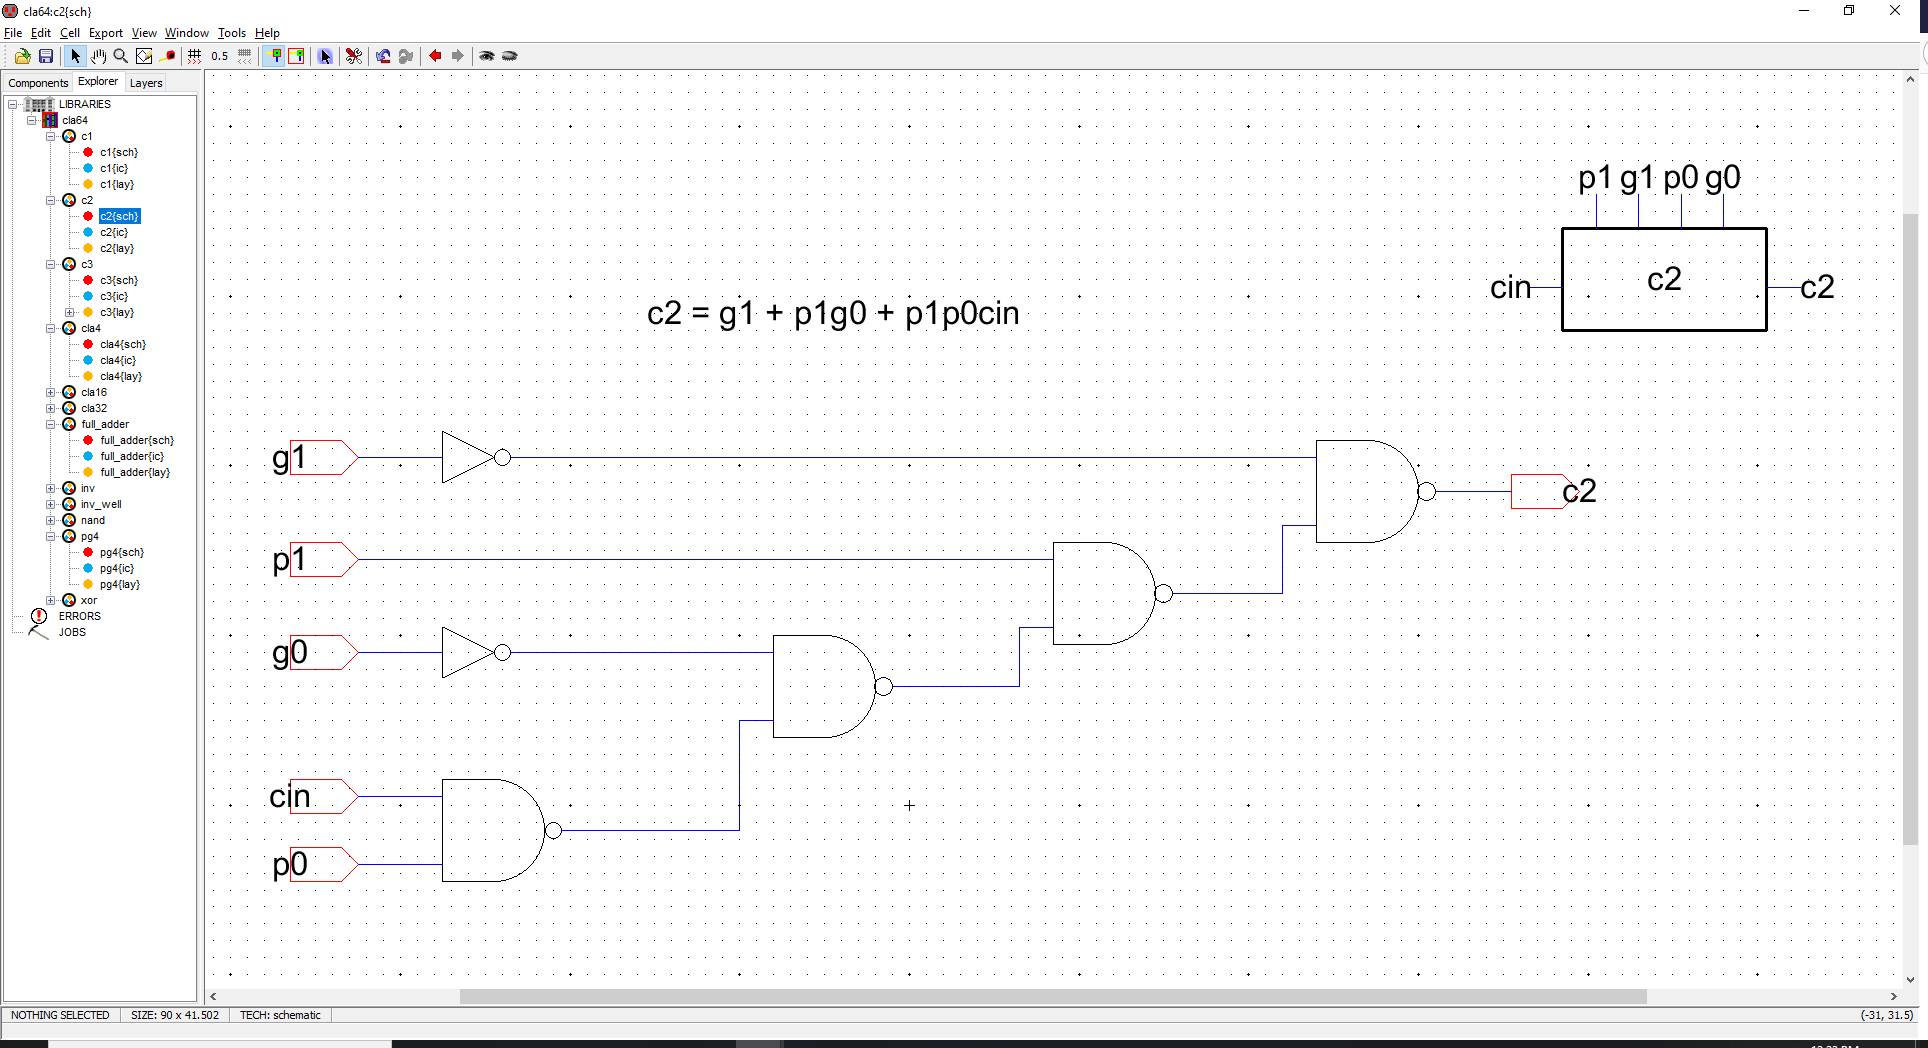 cla64:c2{sch}
File Edit Cell Export View Window Tools Help
0.5
Components Explorer Layers
LIBRARIES
cla64
c1
c1{sch}
c1{ic}
c1{lay}
c2
c2{sch}
c2{ic}
c2{lay}
c3
c3{sch}
c3{ic}
c3{lay}
cla4
cla4{sch}
cla4{ic}
cla4{lay}
cla16
cla32
full_adder
full_adder{sch}
full_adder{ic}
full_adder{lay}
inv
inv_well
nand
pg4
pg4{sch}
pg4{ic}
pg4{lay}
xor
ERRORS
JOBS
p1 g1 p0 g0
cin c2 c2
c2 = g1 + p1g0 + p1p0cin
g1
c2
p1
g0
cin
p0
NOTHING SELECTED SIZE: 90 x 41.502 TECH: schematic (-31, 31.5)